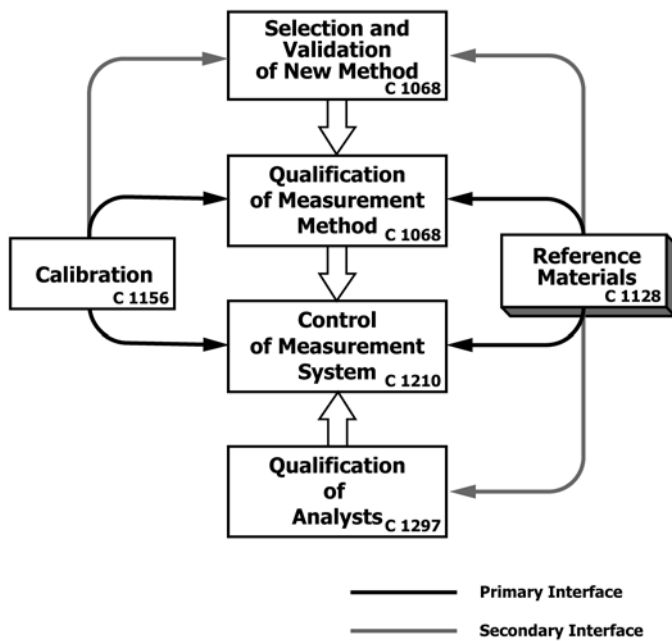 Selection and
Validation
of New Method
C 1068
Qualification
of Measurement
Method
C 1068
Calibration
C 1156
Reference
Materials
C 1128
Control
of Measurement
System
C 1210
Qualification
of
Analysts
C 1297
Primary Interface
Secondary Interface